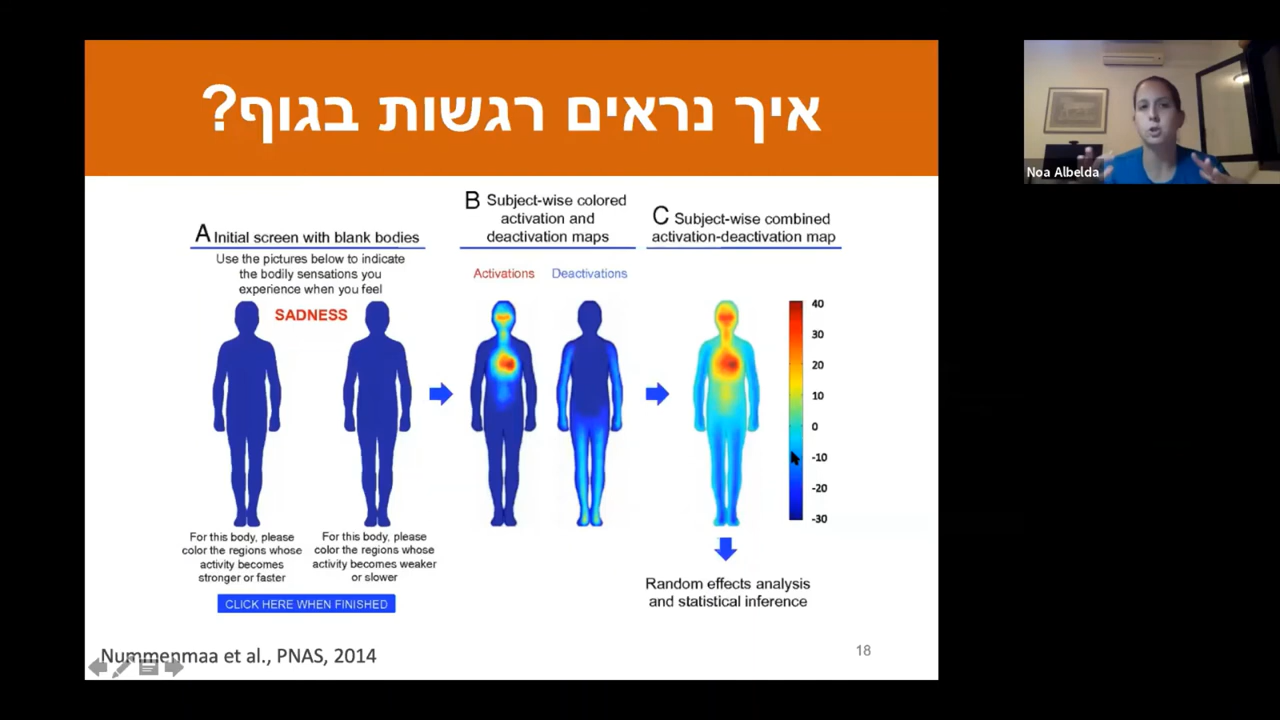 איך נראים רגשות בגוף?
Noa Albelda
A Initial screen with blank bodies
Use the pictures below to indicate
the bodily sensations you
experience when you feel
SADNESS
For this body, please
color the regions whose
activity becomes
stronger or faster
For this body, please
color the regions whose
activity becomes weaker
or slower
CLICK HERE WHEN FINISHED
B Subject-wise colored
activation and
deactivation maps
Activations Deactivations
C Subject-wise combined
activation-deactivation map
40
30
20
10
0
-10
-20
-30
Random effects analysis
and statistical inference
Nummenmaa et al., PNAS, 2014
18